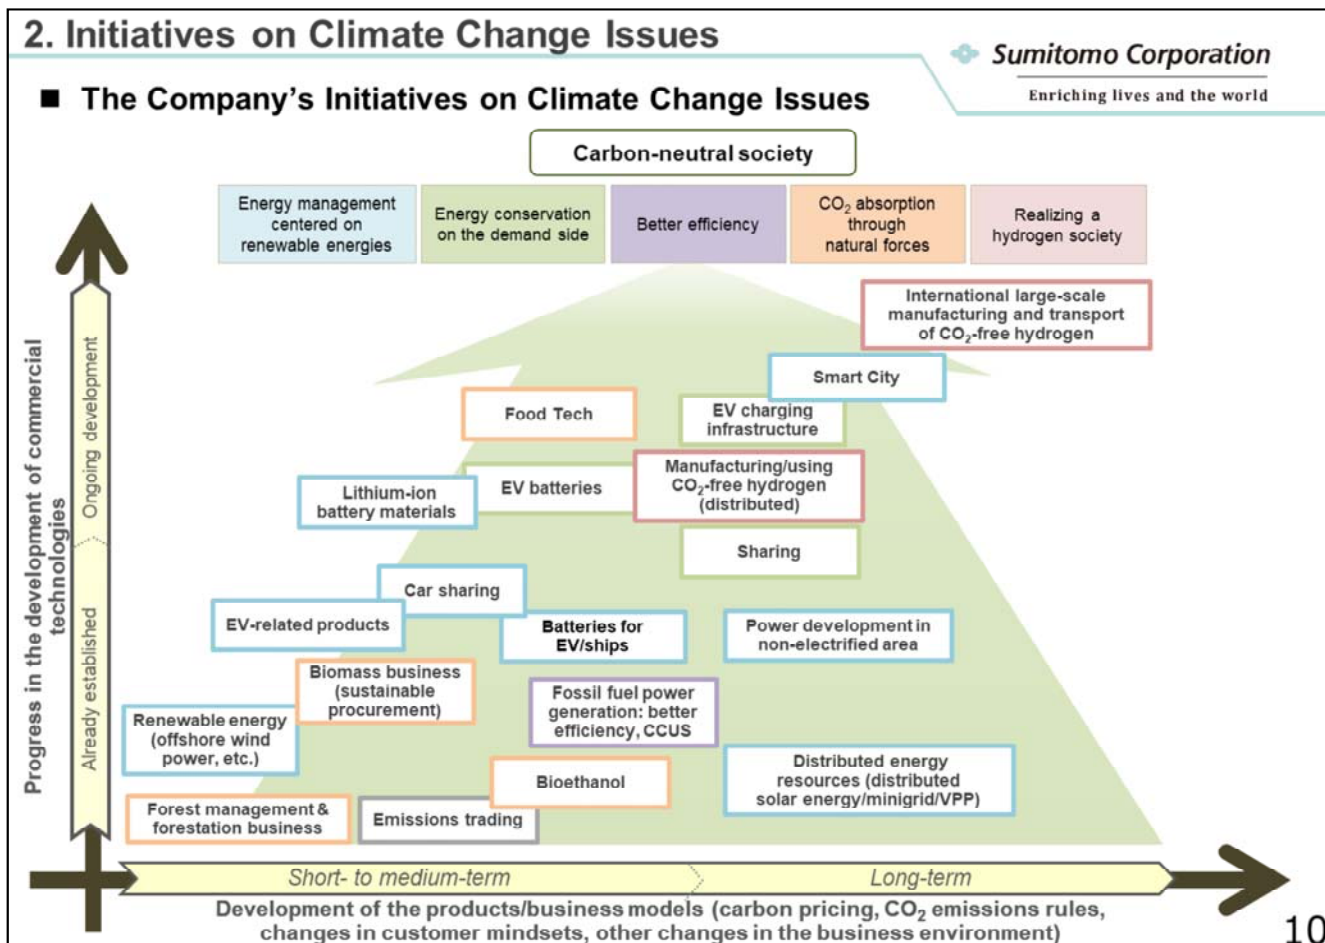 2. Initiatives on Climate Change Issues
Sumitomo Corporation
Enriching lives and the world
■ The Company's Initiatives on Climate Change Issues
Carbon-neutral society
Energy management
centered on
renewable energies
Energy conservation
on the demand side
Better efficiency
CO₂ absorption
through
natural forces
Realizing a
hydrogen society
International large-scale
manufacturing and transport
of CO₂-free hydrogen
Smart City
Food Tech
EV charging
infrastructure
Lithium-ion
battery materials
EV batteries
Manufacturing/using
CO₂-free hydrogen
(distributed)
Sharing
Car sharing
EV-related products
Batteries for
EV/ships
Power development in
non-electrified area
Biomass business
(sustainable
procurement)
Fossil fuel power
generation: better
efficiency, CCUS
Renewable energy
(offshore wind
power, etc.)
Bioethanol
Distributed energy
resources (distributed
solar energy/minigrid/VPP)
Forest management &
forestation business
Emissions trading
Progress in the development of commercial
technologies
Ongoing development
Already established
Short- to medium-term
Long-term
Development of the products/business models (carbon pricing, CO₂ emissions rules,
changes in customer mindsets, other changes in the business environment)
10